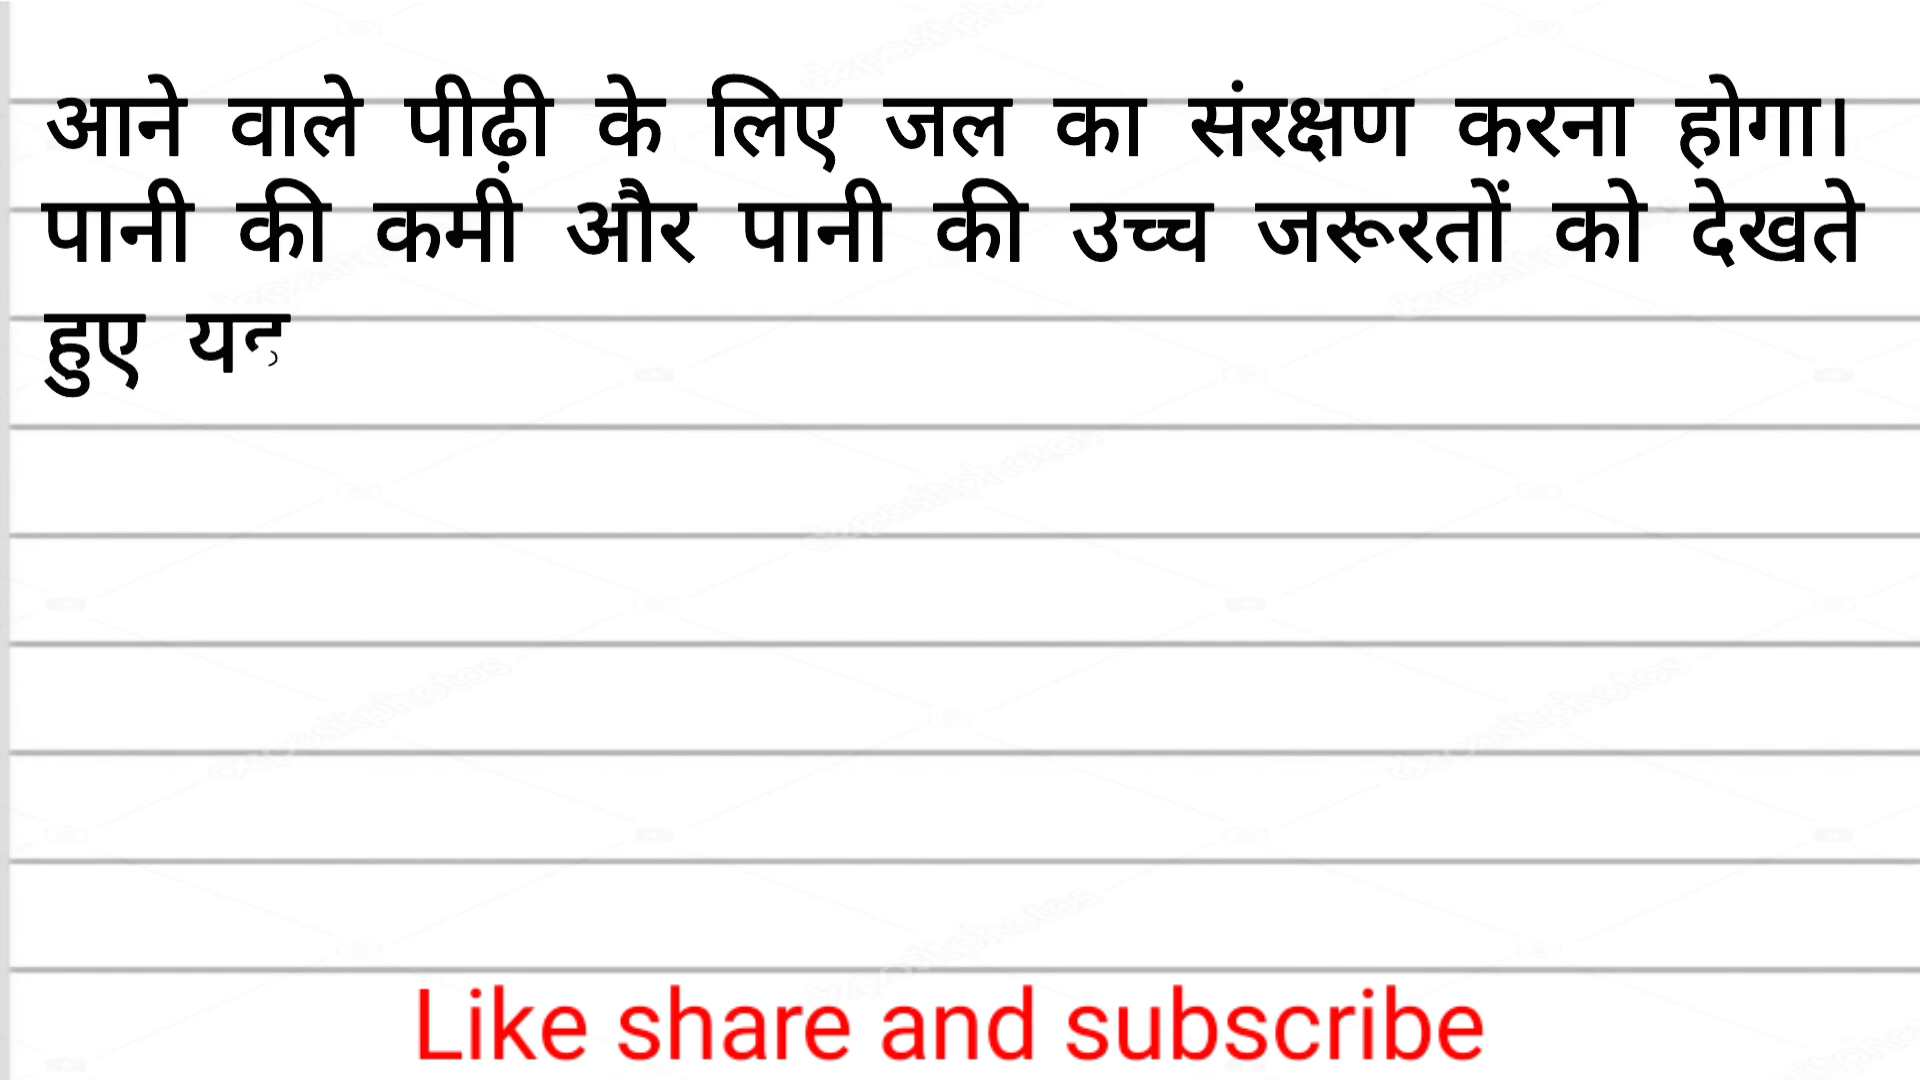 आने वाले पीढ़ी के लिए जल का संरक्षण करना होगा।
पानी की कमी और पानी की उच्च जरूरतों को देखते
हुए
Like share and subscribe